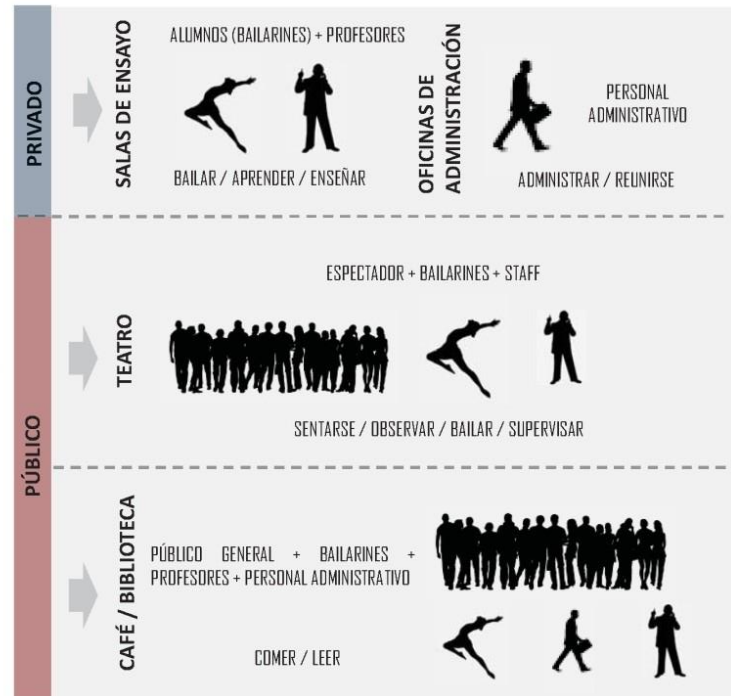 PRIVADO
SALAS DE ENSAYO
ALUMNOS (BAILARINES) + PROFESORES
BAILAR / APRENDER / ENSEÑAR
OFICINAS DE
ADMINISTRACIÓN
PERSONAL
ADMINISTRATIVO
ADMINISTRAR / REUNIRSE
PÚBLICO
TEATRO
ESPECTADOR + BAILARINES + STAFF
SENTARSE / OBSERVAR / BAILAR / SUPERVISAR
CAFÉ / BIBLIOTECA
PÚBLICO GENERAL + BAILARINES +
PROFESORES + PERSONAL ADMINISTRATIVO
COMER / LEER